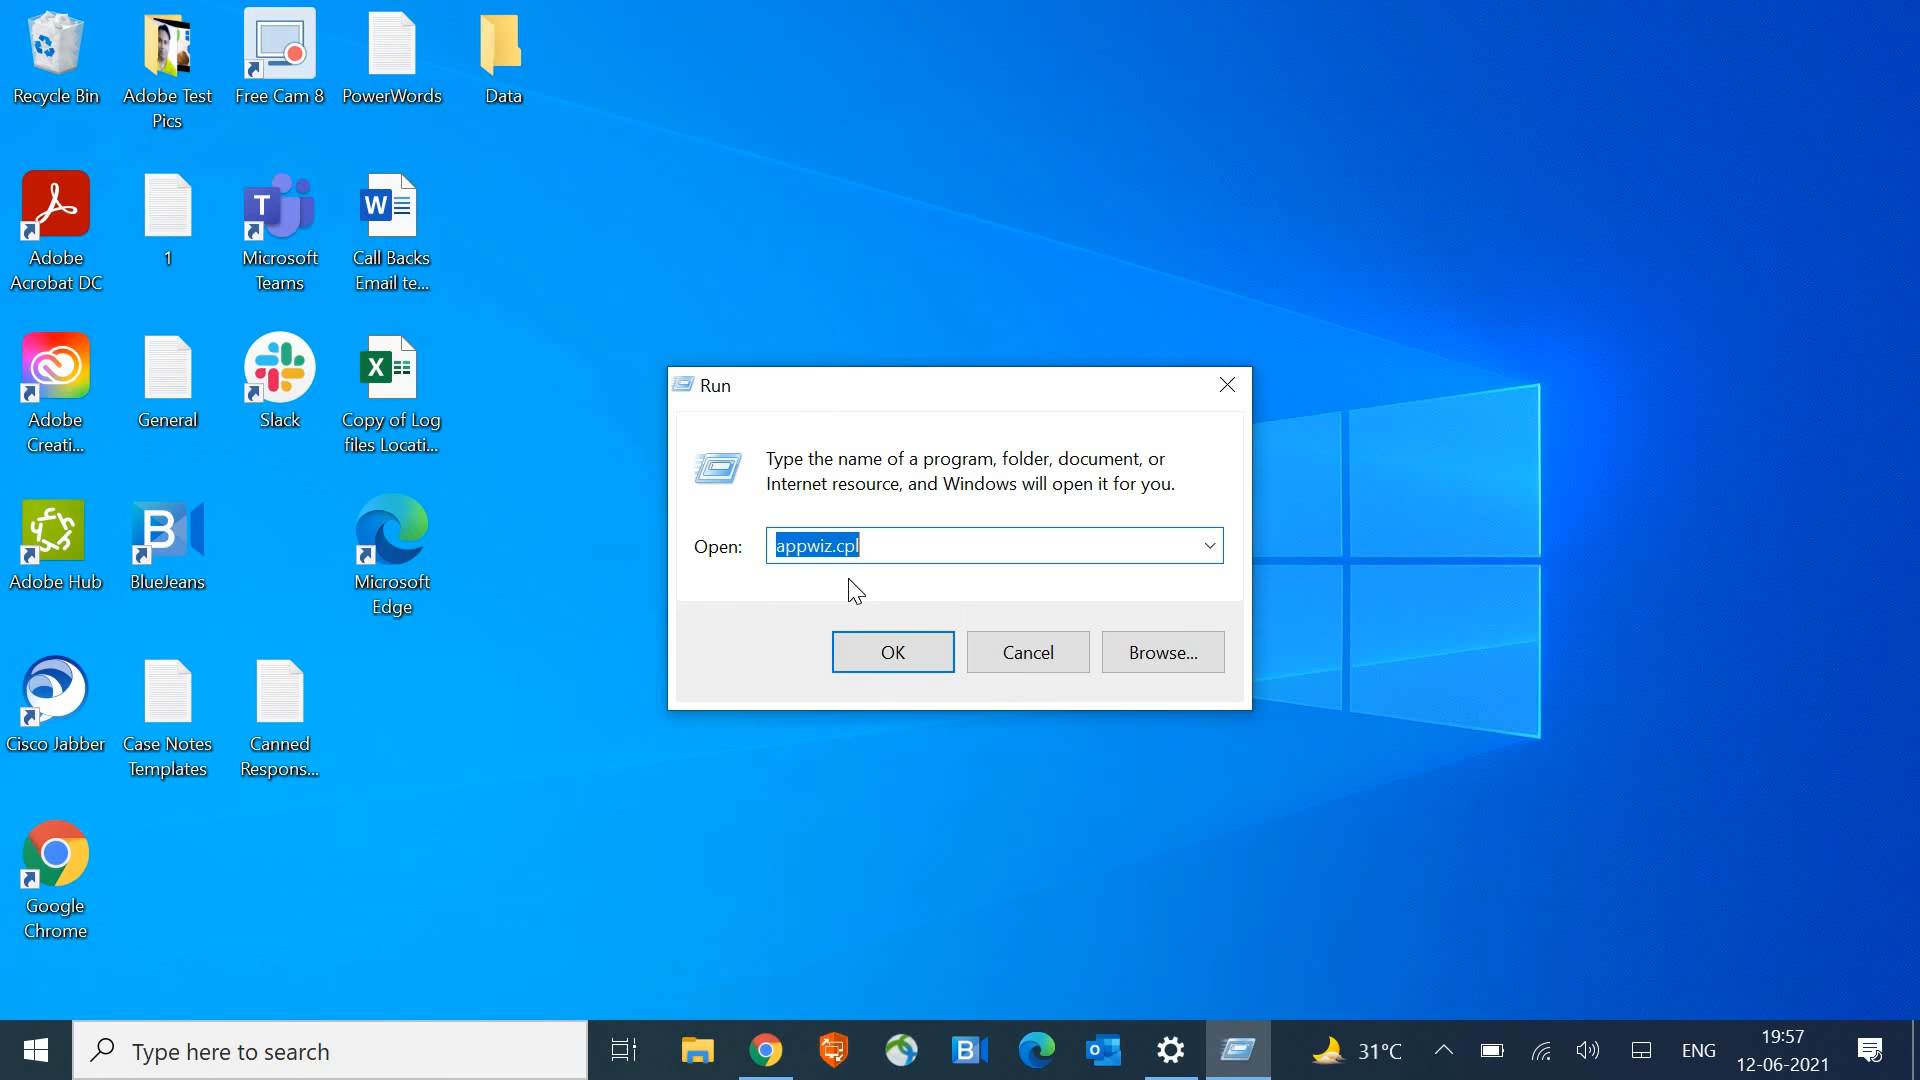 Recycle Bin
Adobe Test
Pics
Free Cam 8
PowerWords
Data
Adobe
Acrobat DC
1
T
Microsoft
Teams
W
Call Backs
Email te...
Adobe
Creati...
General
Slack
X
Copy of Log
files Locati...
Adobe Hub
B
BlueJeans
Microsoft
Edge
Cisco Jabber
Case Notes
Templates
Canned
Respons...
Google
Chrome
Run
Type the name of a program, folder, document, or
Internet resource, and Windows will open it for you.
Open:
appwiz.cpl
OK
Cancel
Browse...
Type here to search
B
o
31°C
ENG
19:57
12-06-2021